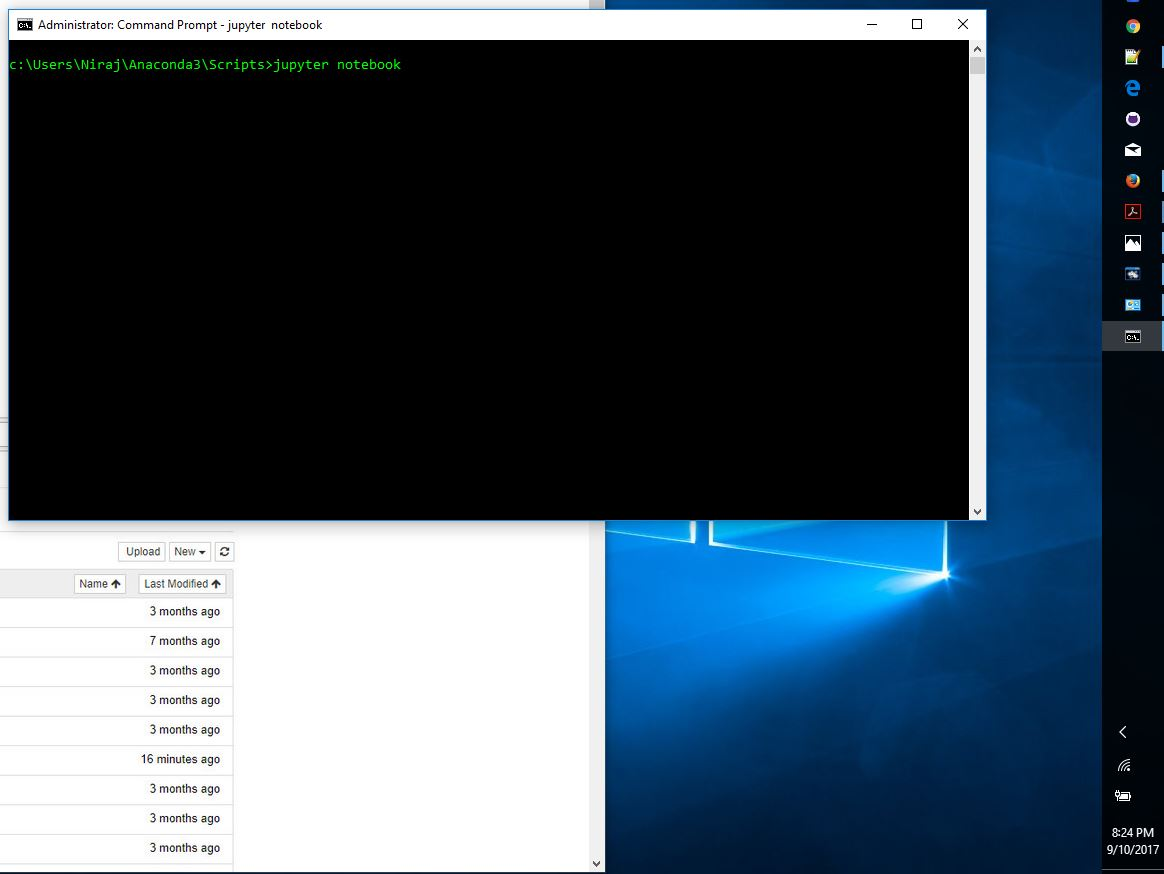 Administrator: Command Prompt - jupyter  notebook
c:\Users\Niraj\Anaconda3\Scripts>jupyter notebook
Upload New
Name Last Modified
3 months ago
7 months ago
3 months ago
3 months ago
3 months ago
16 minutes ago
3 months ago
3 months ago
3 months ago
8:24 PM
9/10/2017